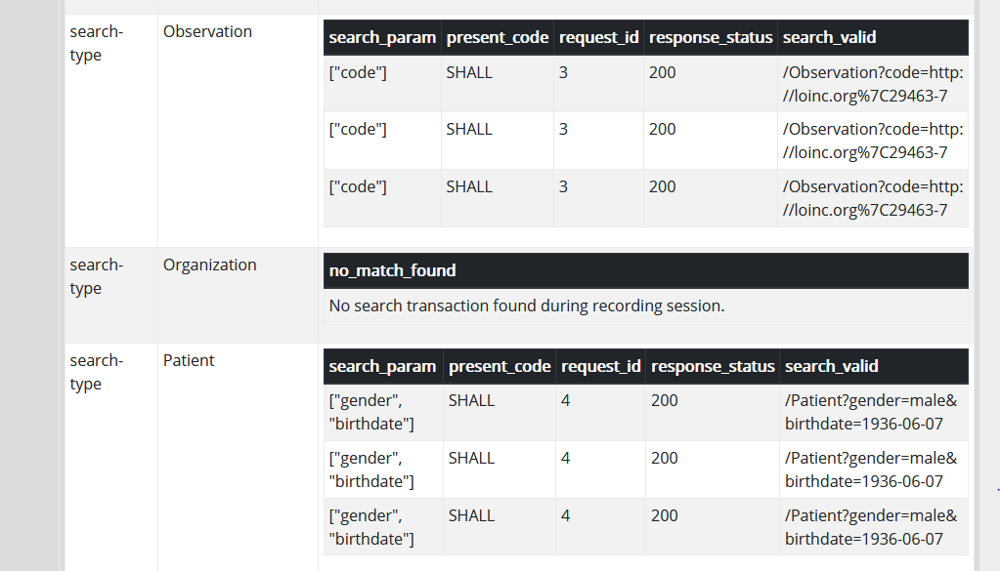 search-type Observation
search_param present_code request_id response_status search_valid
["code"] SHALL 3 200 /Observation?code=http:
//loinc.org%7C29463-7
["code"] SHALL 3 200 /Observation?code=http:
//loinc.org%7C29463-7
["code"] SHALL 3 200 /Observation?code=http:
//loinc.org%7C29463-7
search-type Organization
no_match_found
No search transaction found during recording session.
search-type Patient
search_param present_code request_id response_status search_valid
["gender", SHALL 4 200 /Patient?gender=male&
"birthdate"] birthdate=1936-06-07
["gender", SHALL 4 200 /Patient?gender=male&
"birthdate"] birthdate=1936-06-07
["gender", SHALL 4 200 /Patient?gender=male&
"birthdate"] birthdate=1936-06-07